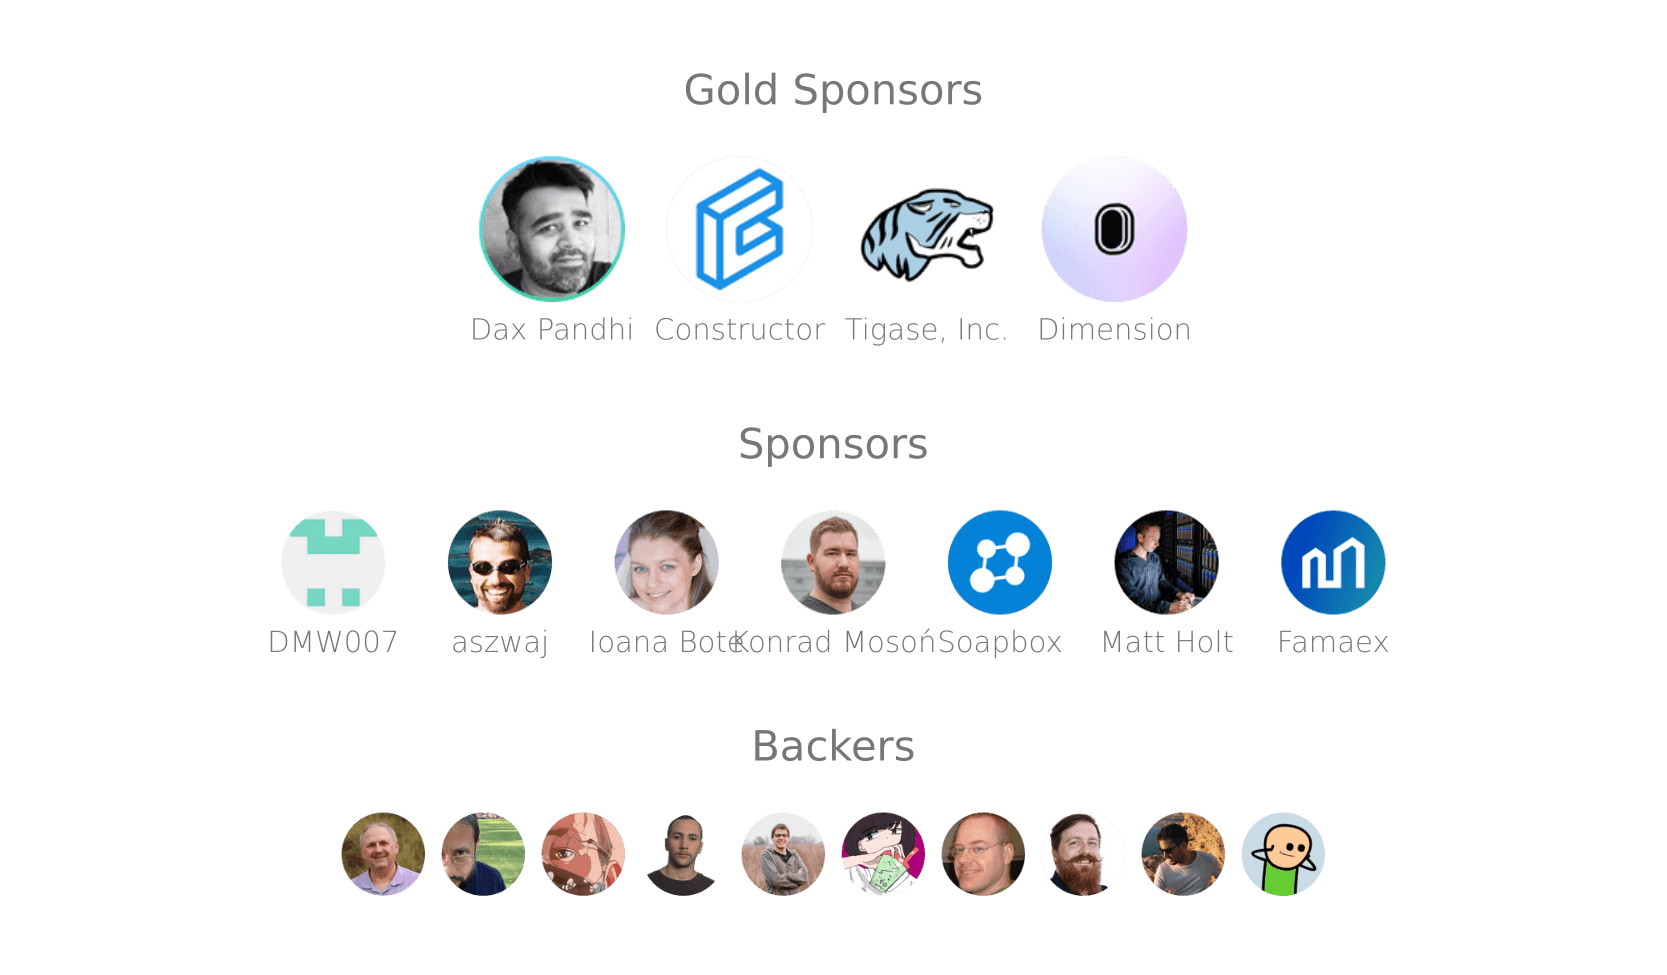 Gold Sponsors
Dax Pandhi Constructor Tigase, Inc. Dimension
Sponsors
DMW007 aszwaj Ioana Bote Konrad Mosoń Soapbox Matt Holt Famaex
Backers